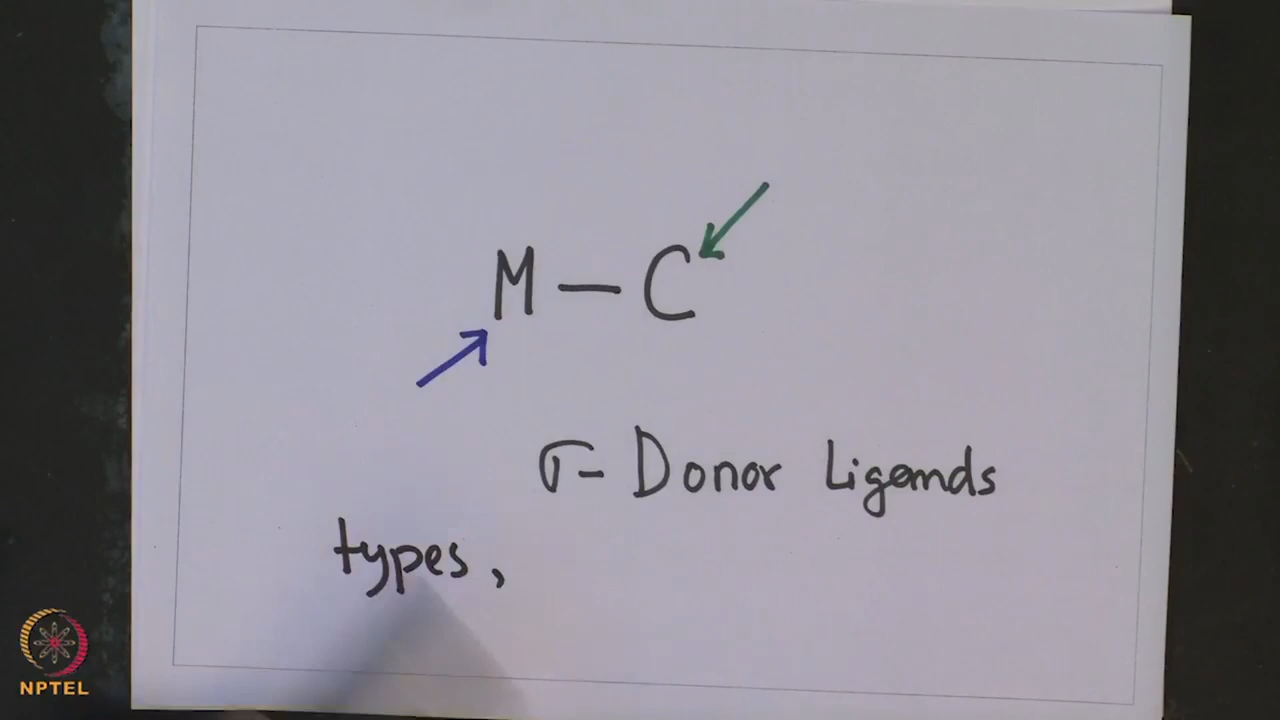 M — C
σ- Donor Ligands
types,
NPTEL